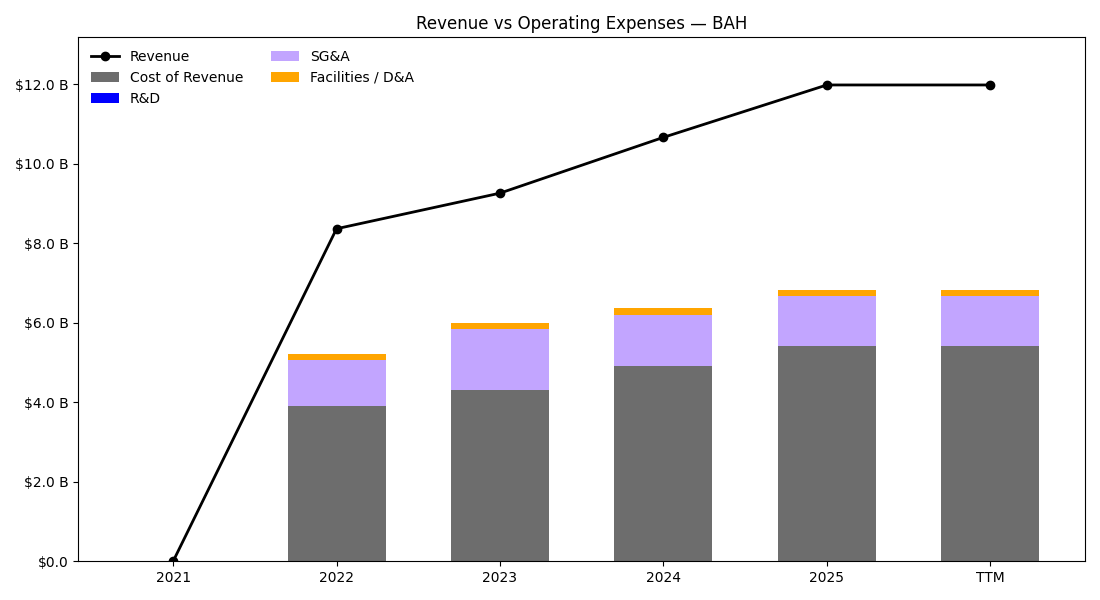 Revenue vs Operating Expenses — BAH
Revenue
Cost of Revenue
R&D
SG&A
Facilities / D&A
$12.0 B
$10.0 B
$8.0 B
$6.0 B
$4.0 B
$2.0 B
$0.0
2021 2022 2023 2024 2025 TTM